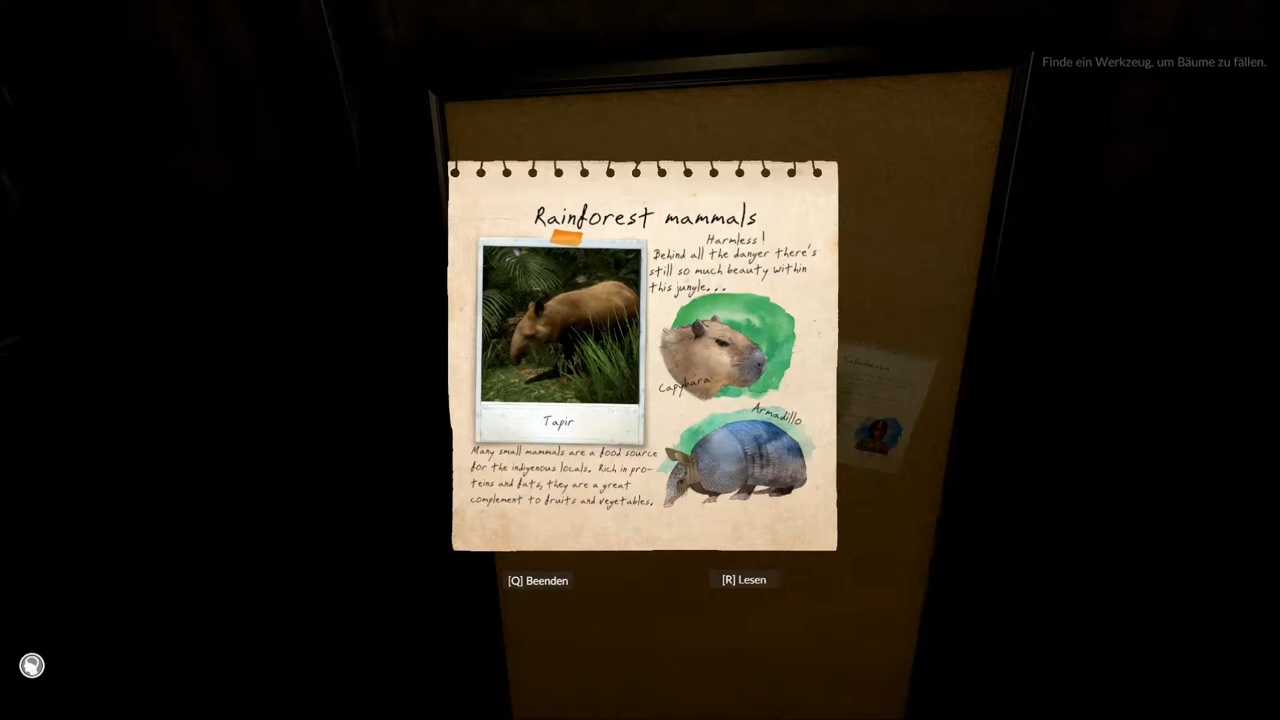 Finde ein Werkzeug, um Bäume zu fällen.
Rainforest mammals
Harmless!
Behind all the danger there's
still so much beauty within
this jungle...
Capybara
Armadillo
Tapir
Many small mammals are a food source
for the indigenous locals. Rich in pro-
teins and fats, they are a great
complement to fruits and vegetables.
[Q] Beenden
[R] Lesen